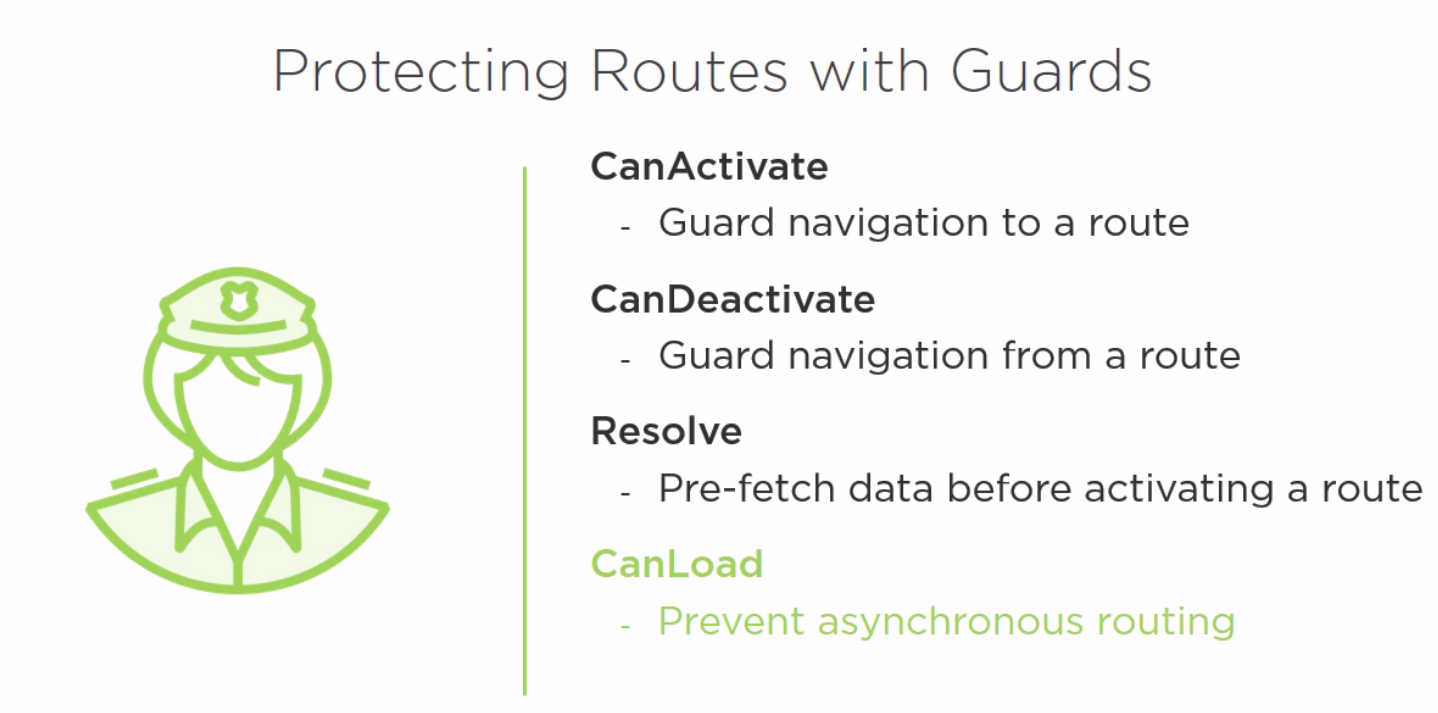 Protecting Routes with Guards
CanActivate
- Guard navigation to a route
CanDeactivate
- Guard navigation from a route
Resolve
- Pre-fetch data before activating a route
CanLoad
- Prevent asynchronous routing